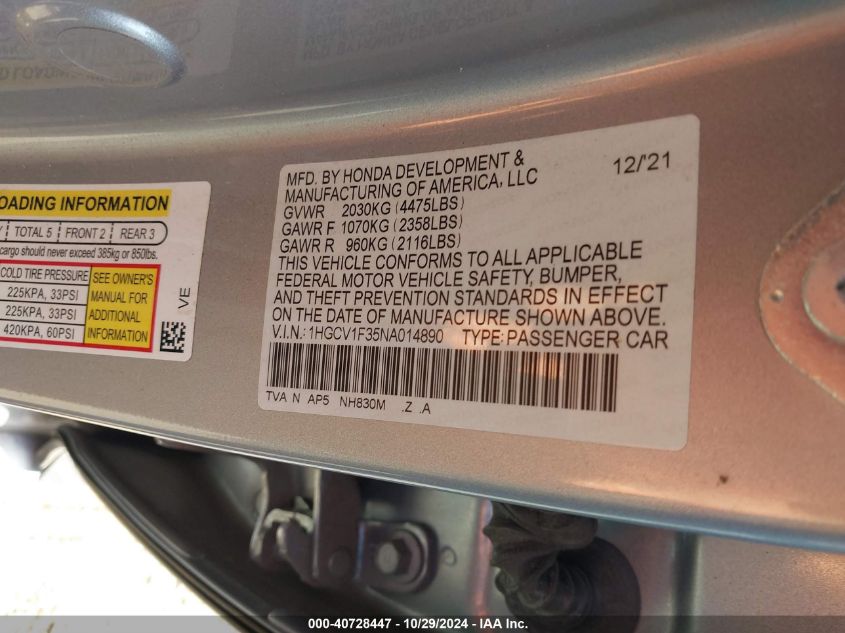 LOADING INFORMATION
TOTAL 5 FRONT 2 REAR 3
cargo should never exceed 385kg or 850lbs.
COLD TIRE PRESSURE
225KPA, 33PSI
225KPA, 33PSI
420KPA, 60PSI
SEE OWNER'S
MANUAL FOR
ADDITIONAL
INFORMATION
VE
MFD. BY HONDA DEVELOPMENT & 12/'21
MANUFACTURING OF AMERICA, LLC
GVWR 2030KG (4475LBS)
GAWR F 1070KG (2358LBS)
GAWR R 960KG (2116LBS)
THIS VEHICLE CONFORMS TO ALL APPLICABLE
FEDERAL MOTOR VEHICLE SAFETY, BUMPER,
AND THEFT PREVENTION STANDARDS IN EFFECT
ON THE DATE OF MANUFACTURE SHOWN ABOVE.
V.I.N.: 1HGCV1F35NA014890 TYPE: PASSENGER CAR
TVA N AP5 NH830M .Z .A
000-40728447 - 10/29/2024 - IAA Inc.